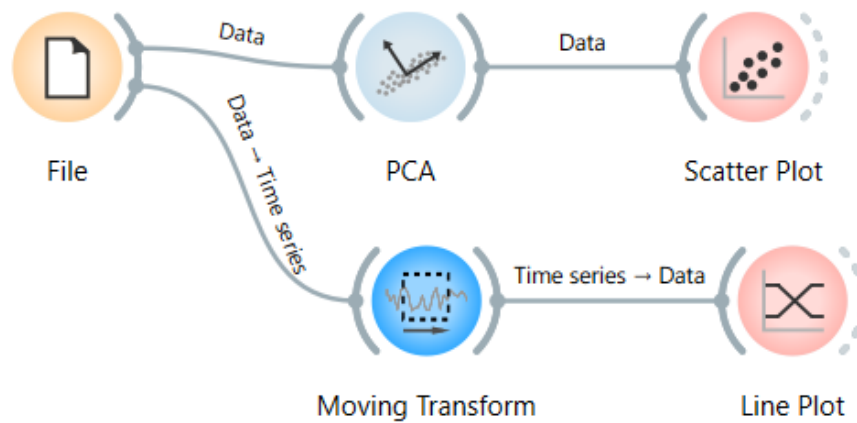 Data
Data
File
PCA
Scatter Plot
Data → Time series
Time series → Data
Moving Transform
Line Plot